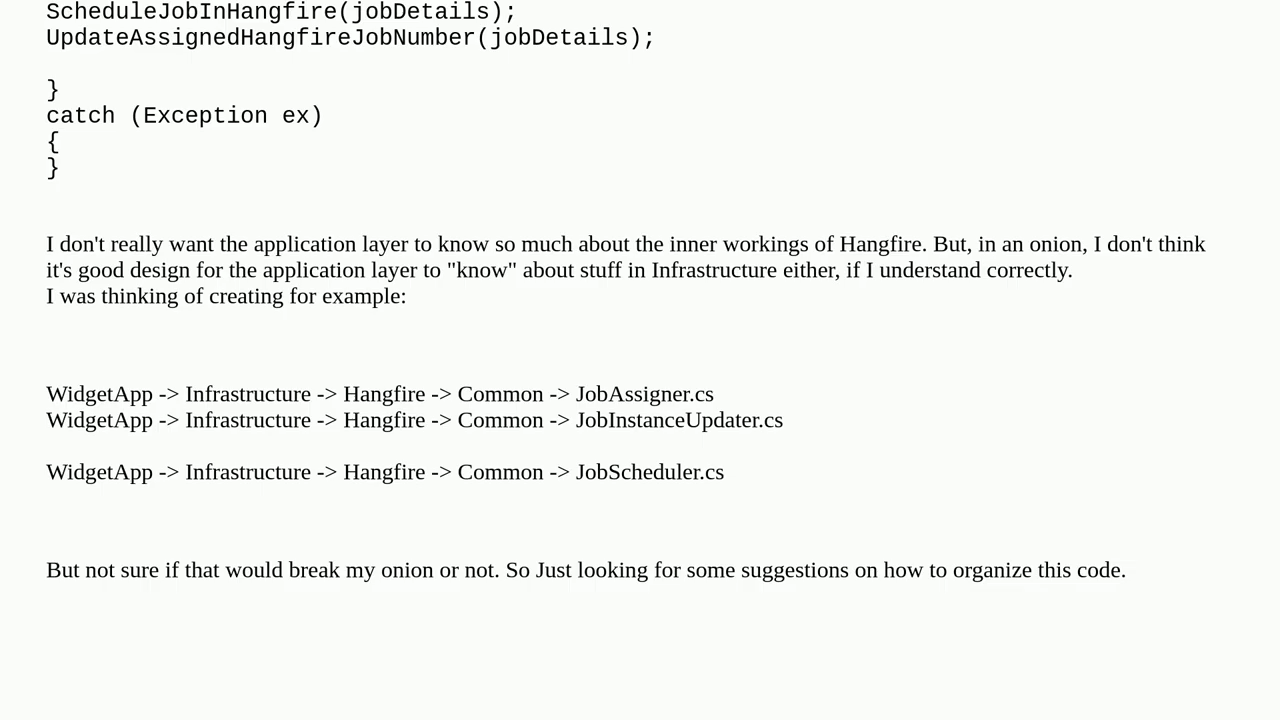 ScheduleJobInHangfire(jobDetails);
UpdateAssignedHangfireJobNumber(jobDetails);
}
catch (Exception ex)
{
}
I don't really want the application layer to know so much about the inner workings of Hangfire. But, in an onion, I don't think
it's good design for the application layer to "know" about stuff in Infrastructure either, if I understand correctly.
I was thinking of creating for example:
WidgetApp -> Infrastructure -> Hangfire -> Common -> JobAssigner.cs
WidgetApp -> Infrastructure -> Hangfire -> Common -> JobInstanceUpdater.cs
WidgetApp -> Infrastructure -> Hangfire -> Common -> JobScheduler.cs
But not sure if that would break my onion or not. So Just looking for some suggestions on how to organize this code.